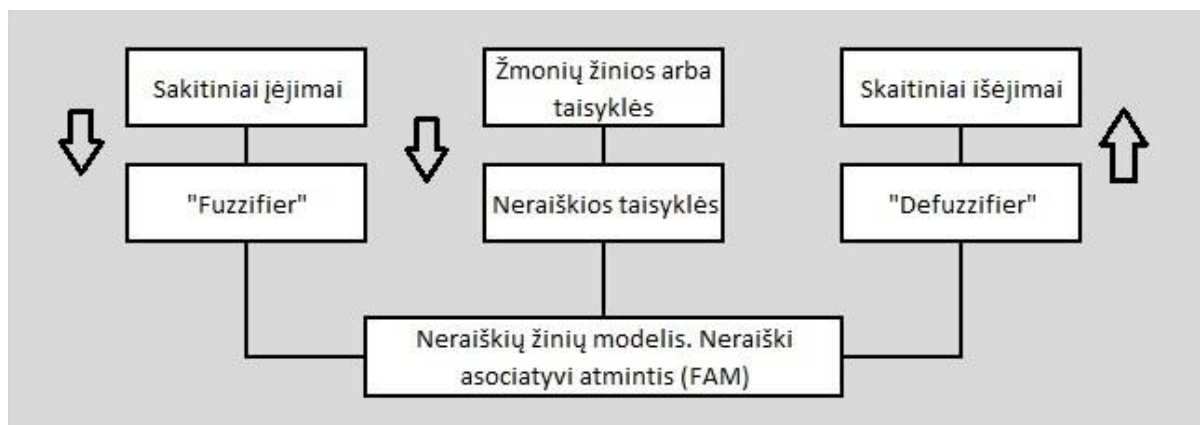 Sakitiniai įėjimai
Žmonių žinios arba
taisyklės
Skaitiniai išėjimai
"Fuzzifier"
Neraiškios taisyklės
"Defuzzifier"
Neraiškių žinių modelis. Neraiški
asociatyvi atmintis (FAM)